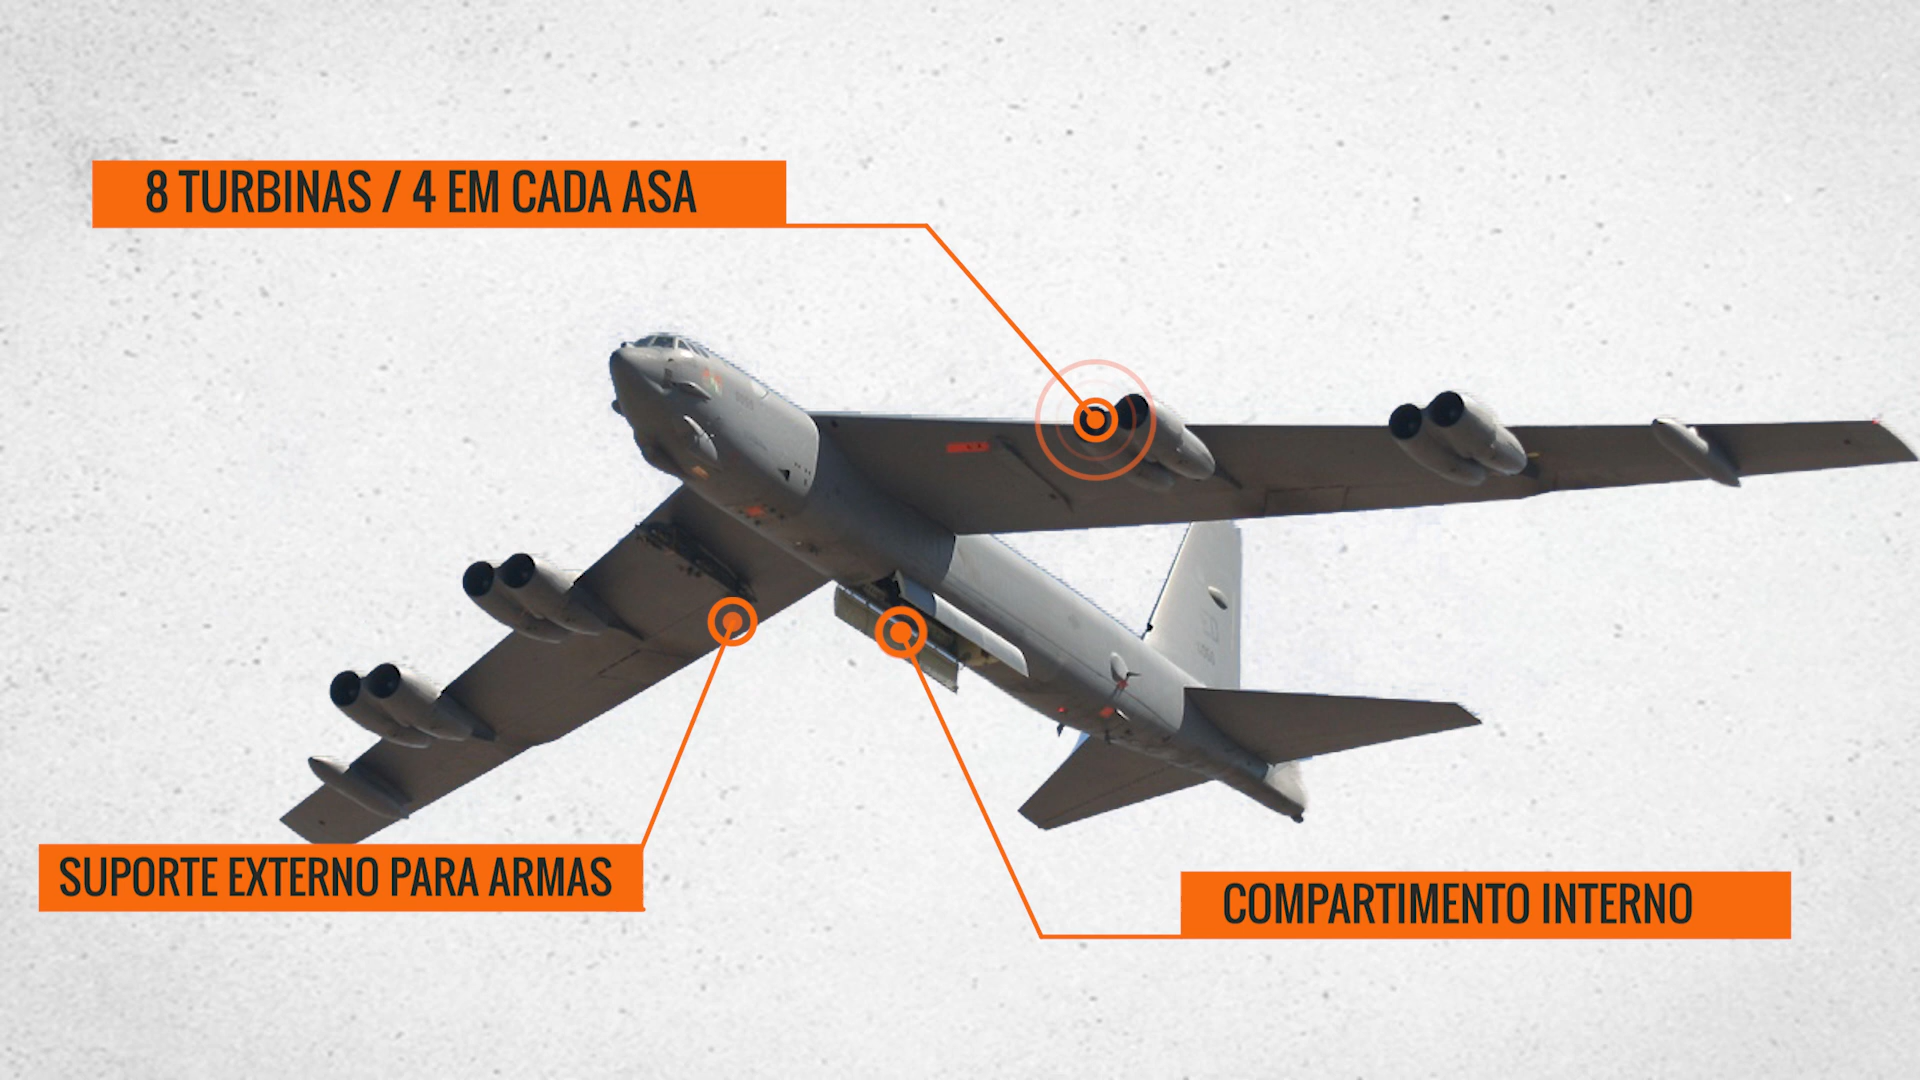 8 TURBINAS / 4 EM CADA ASA
SUPORTE EXTERNO PARA ARMAS
COMPARTIMENTO INTERNO